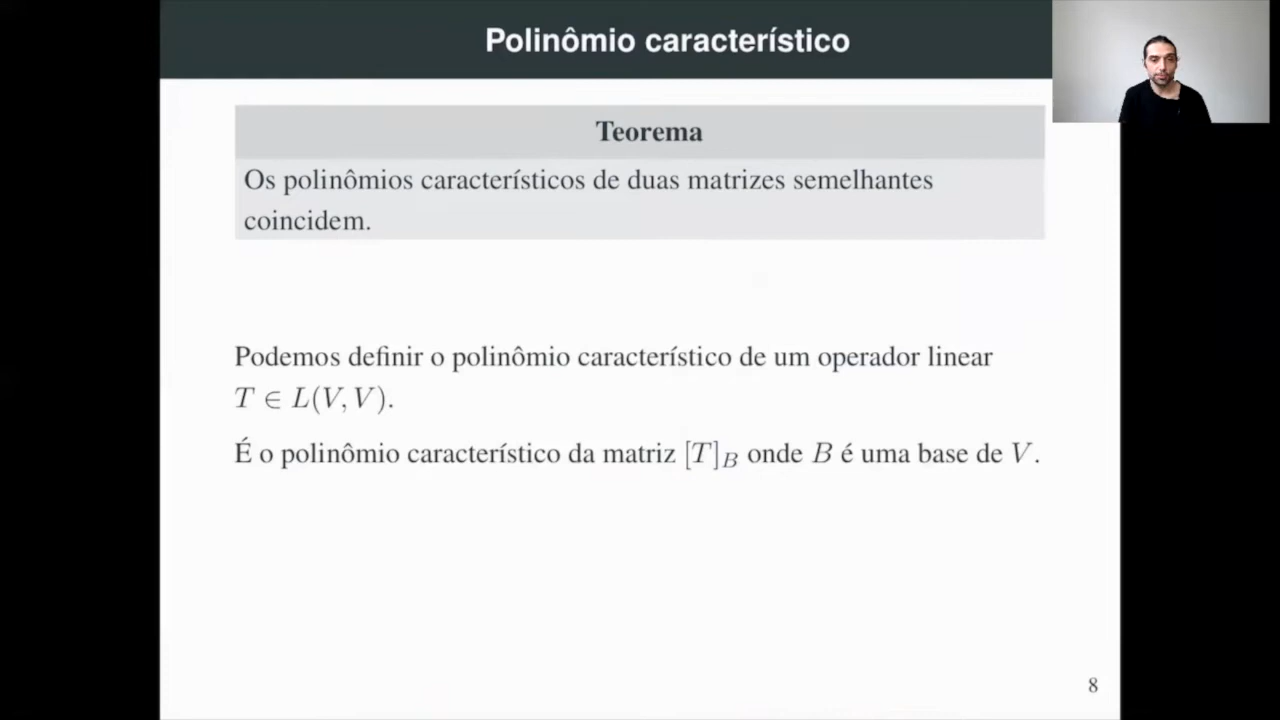 Polinômio característico
Teorema
Os polinômios característicos de duas matrizes semelhantes
coincidem.
Podemos definir o polinômio característico de um operador linear
T ∈ L(V, V).
É o polinômio característico da matriz [T]_B onde B é uma base de V.
8